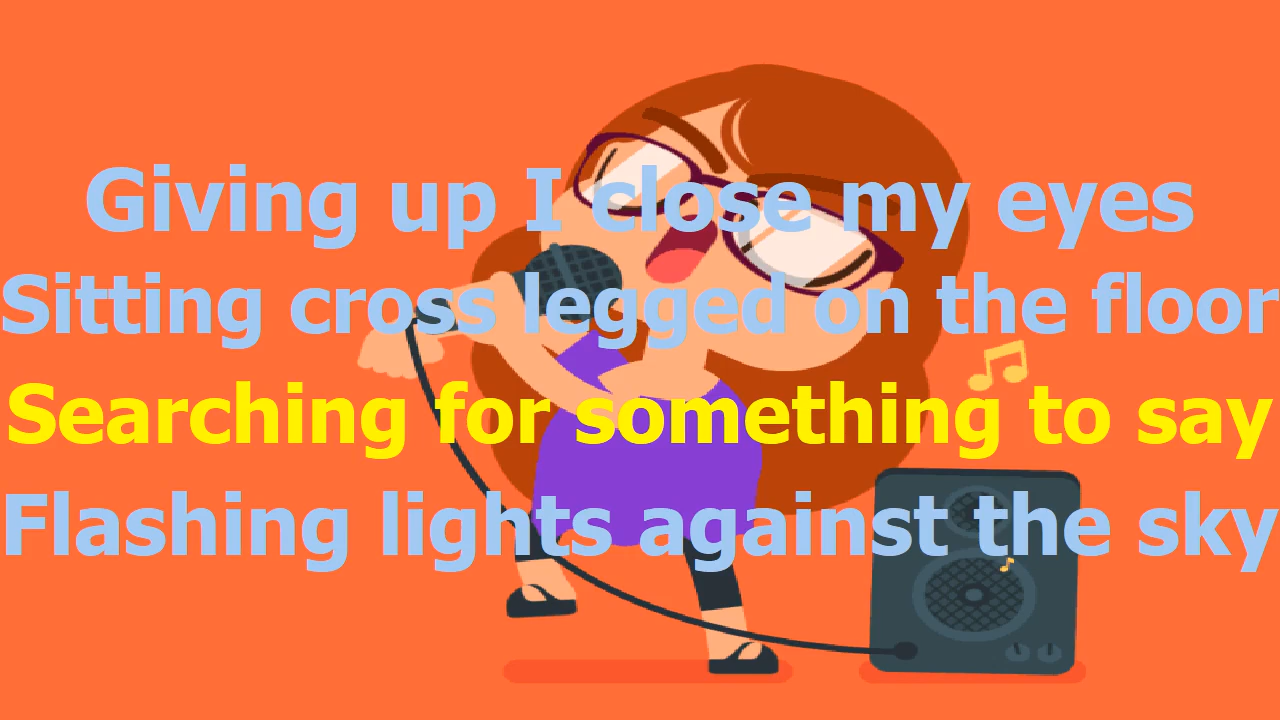 Giving up I close my eyes
Sitting cross legged on the floor
Searching for something to say
Flashing lights against the sky